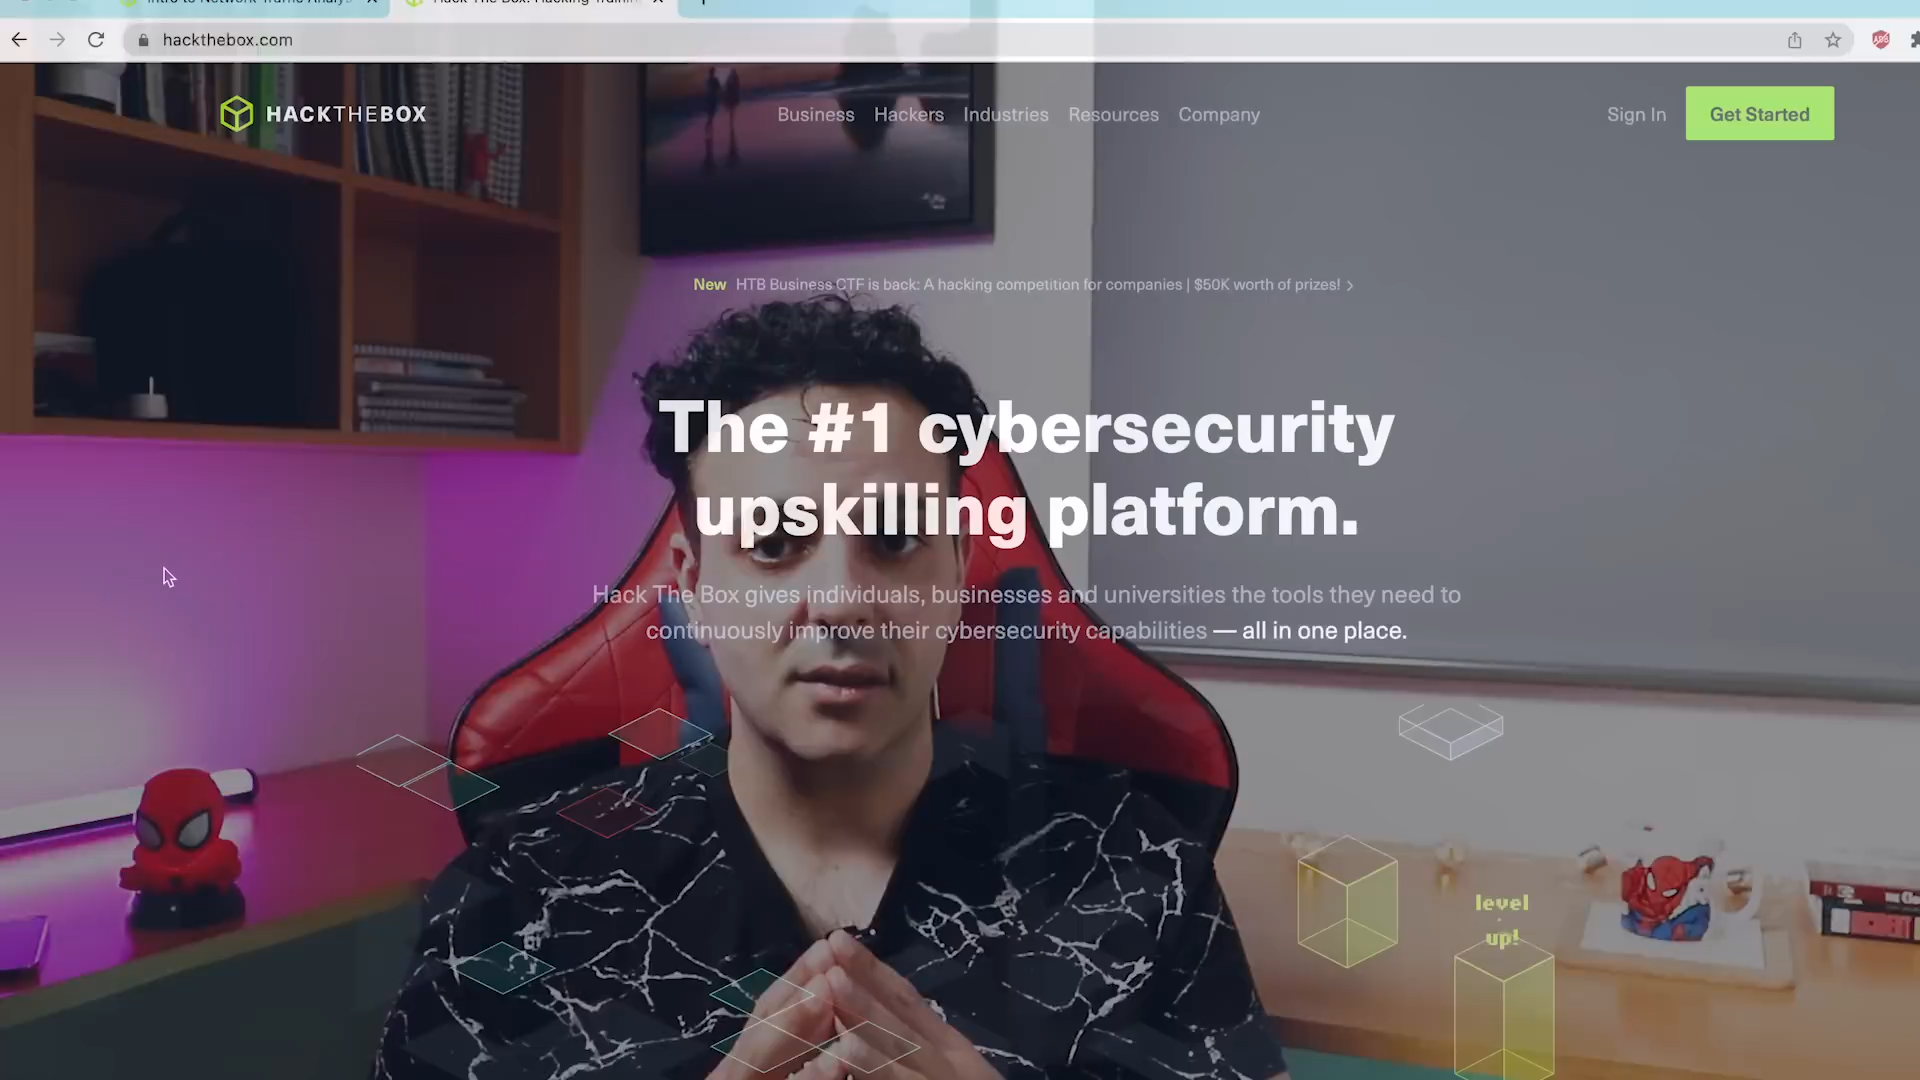 Intro to Network Traffic Analy
Hack The Box: Hacking Trainin
hackthebox.com
HACKTHEBOX
Business
Hackers
Industries
Resources
Company
Sign In
Get Started
New HTB Business CTF is back: A hacking competition for companies | $50K worth of prizes!
The #1 cybersecurity
upskilling platform.
Hack The Box gives individuals, businesses and universities the tools they need to
continuously improve their cybersecurity capabilities — all in one place.
level
up!